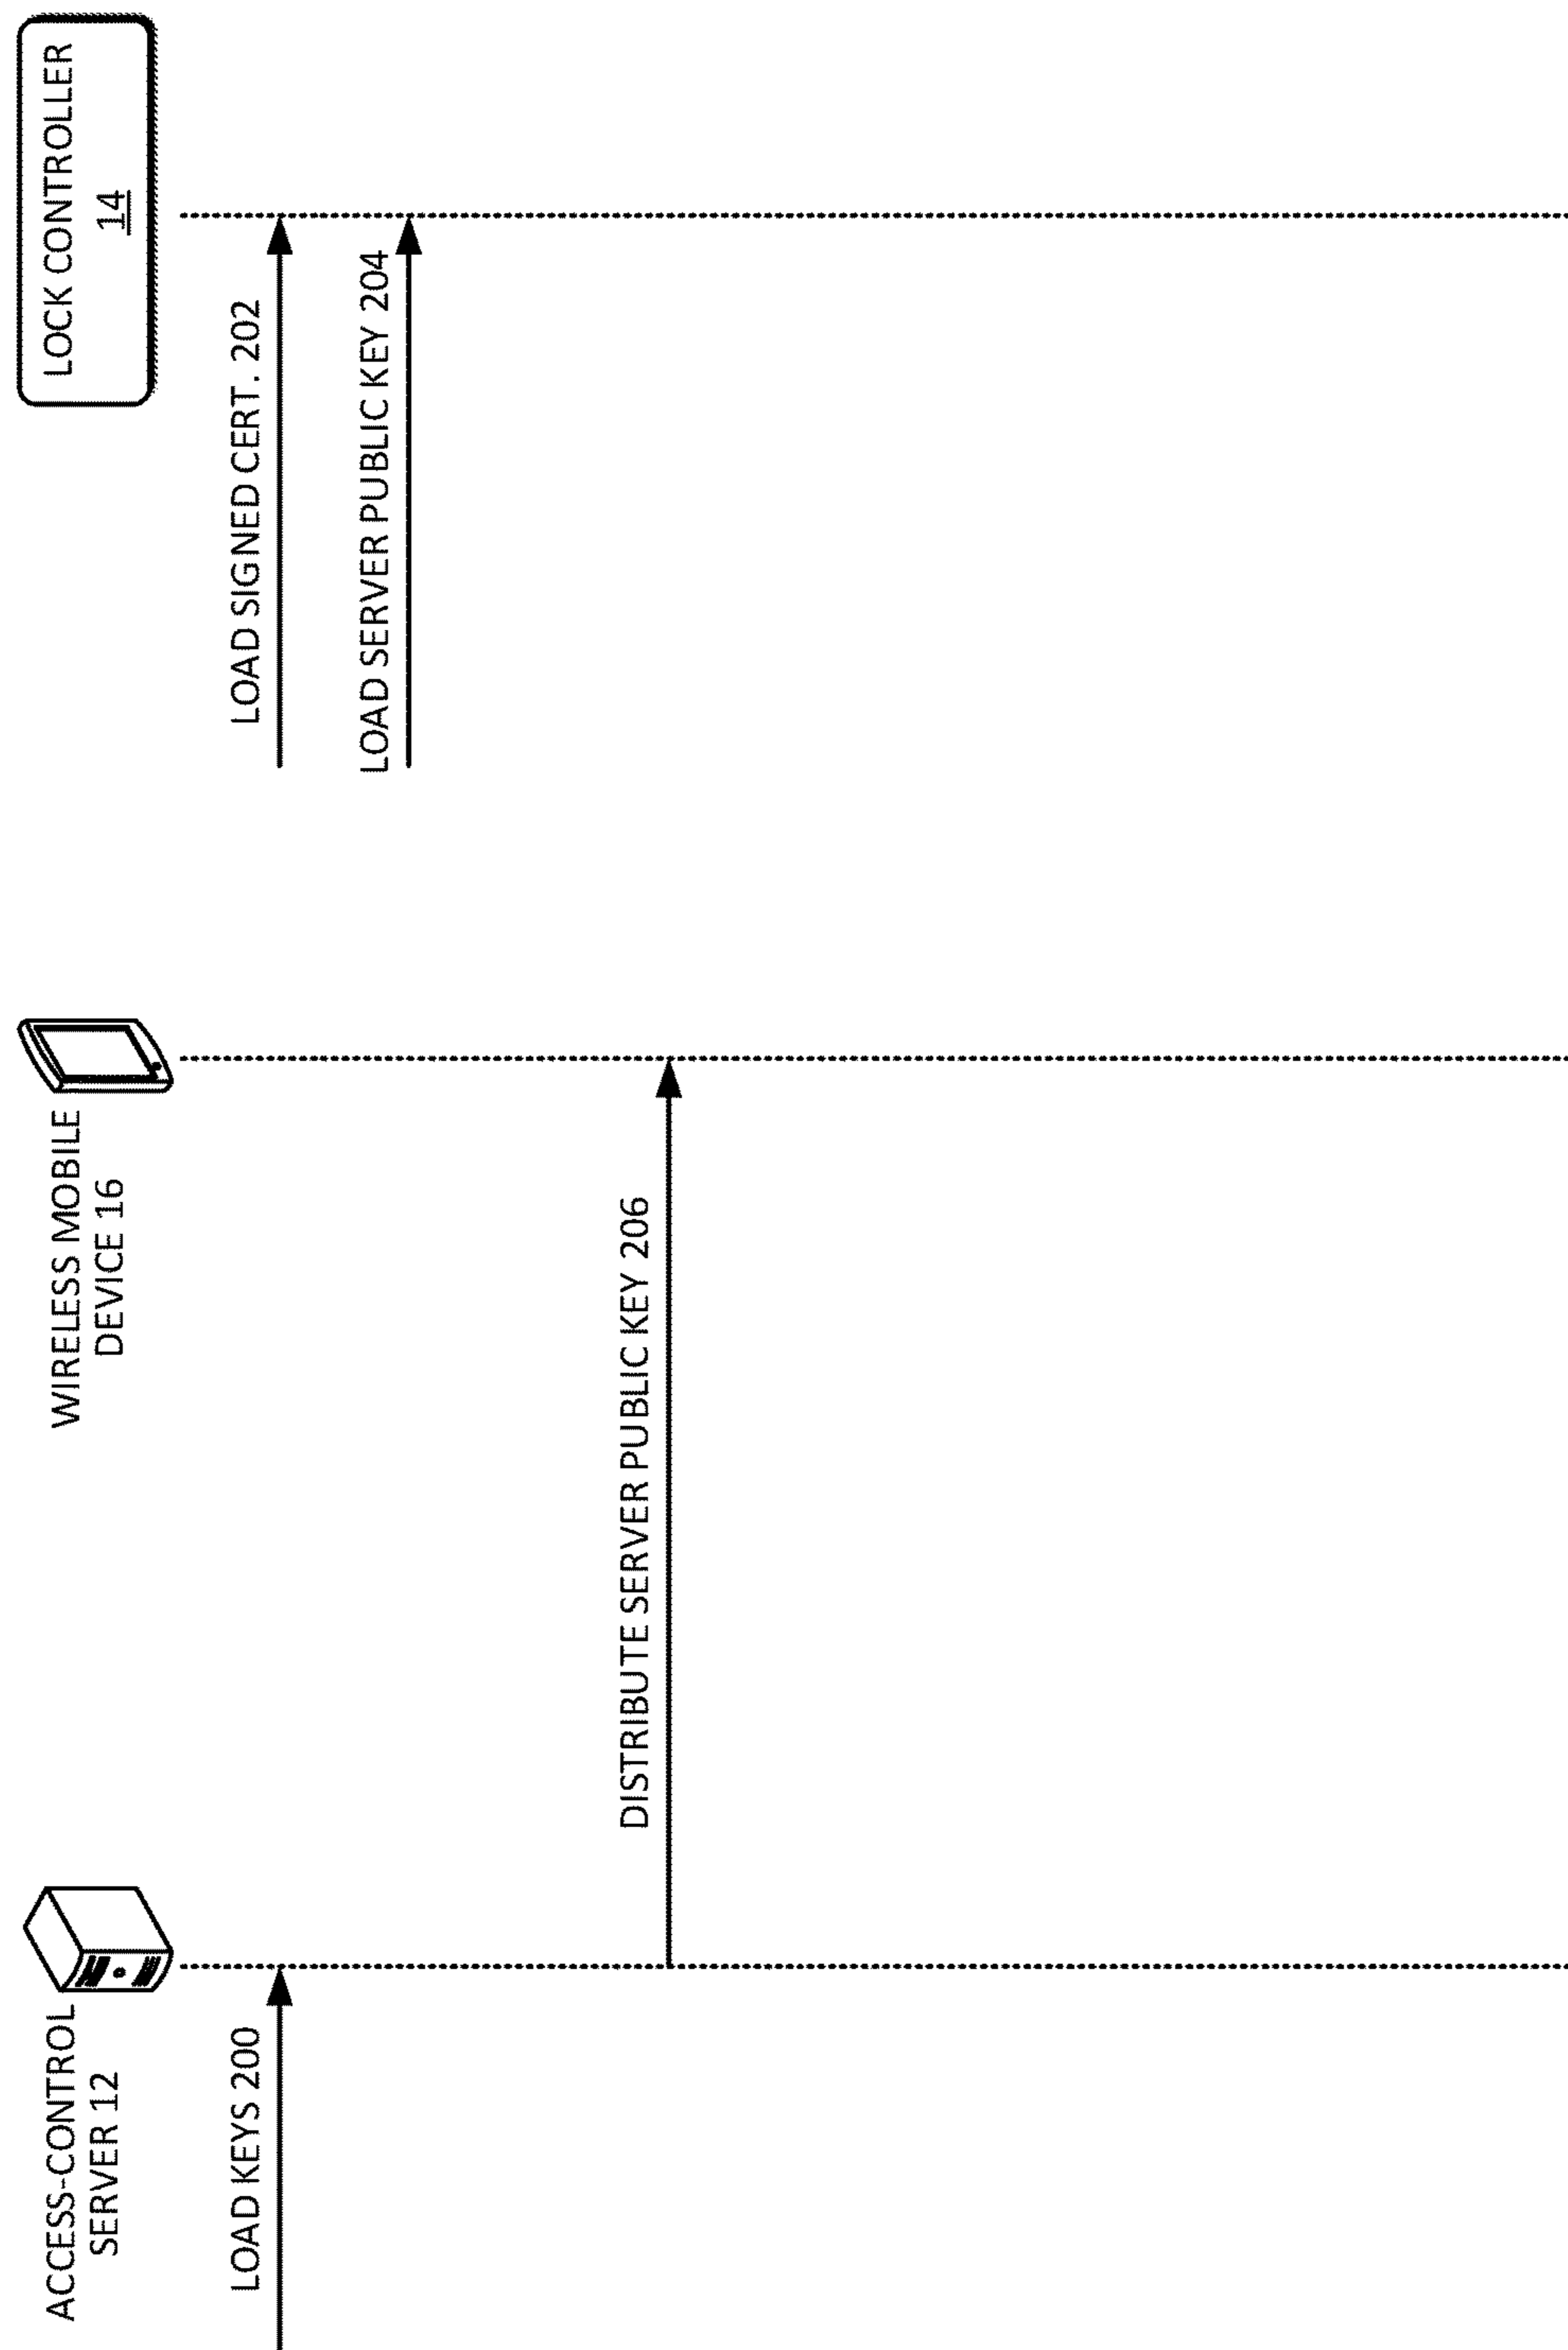 ACCESS-CONTROL
SERVER 12
WIRELESS MOBILE
DEVICE 16
LOCK CONTROLLER
14
LOAD KEYS 200
LOAD SIGNED CERT. 202
LOAD SERVER PUBLIC KEY 204
DISTRIBUTE SERVER PUBLIC KEY 206